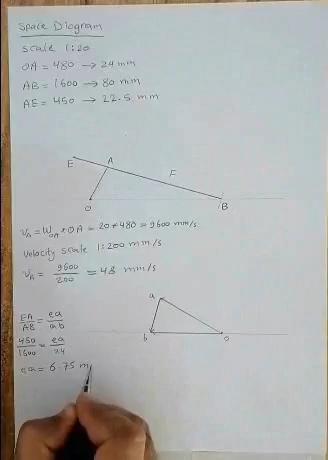 Space Diagram
Scale 1:20
OA = 480 → 24 mm
AB = 1600 → 80 mm
AE = 450 → 22.5 mm
E
A
F
O
B
VA = WOA * OA = 20 * 480 = 9600 mm/s
Velocity scale 1:200 mm/s
VA = 9600/200 = 48 mm/s
a
b
o
EA/AB = ea/ab
450/1600 = ea/24
ea = 6.75 m